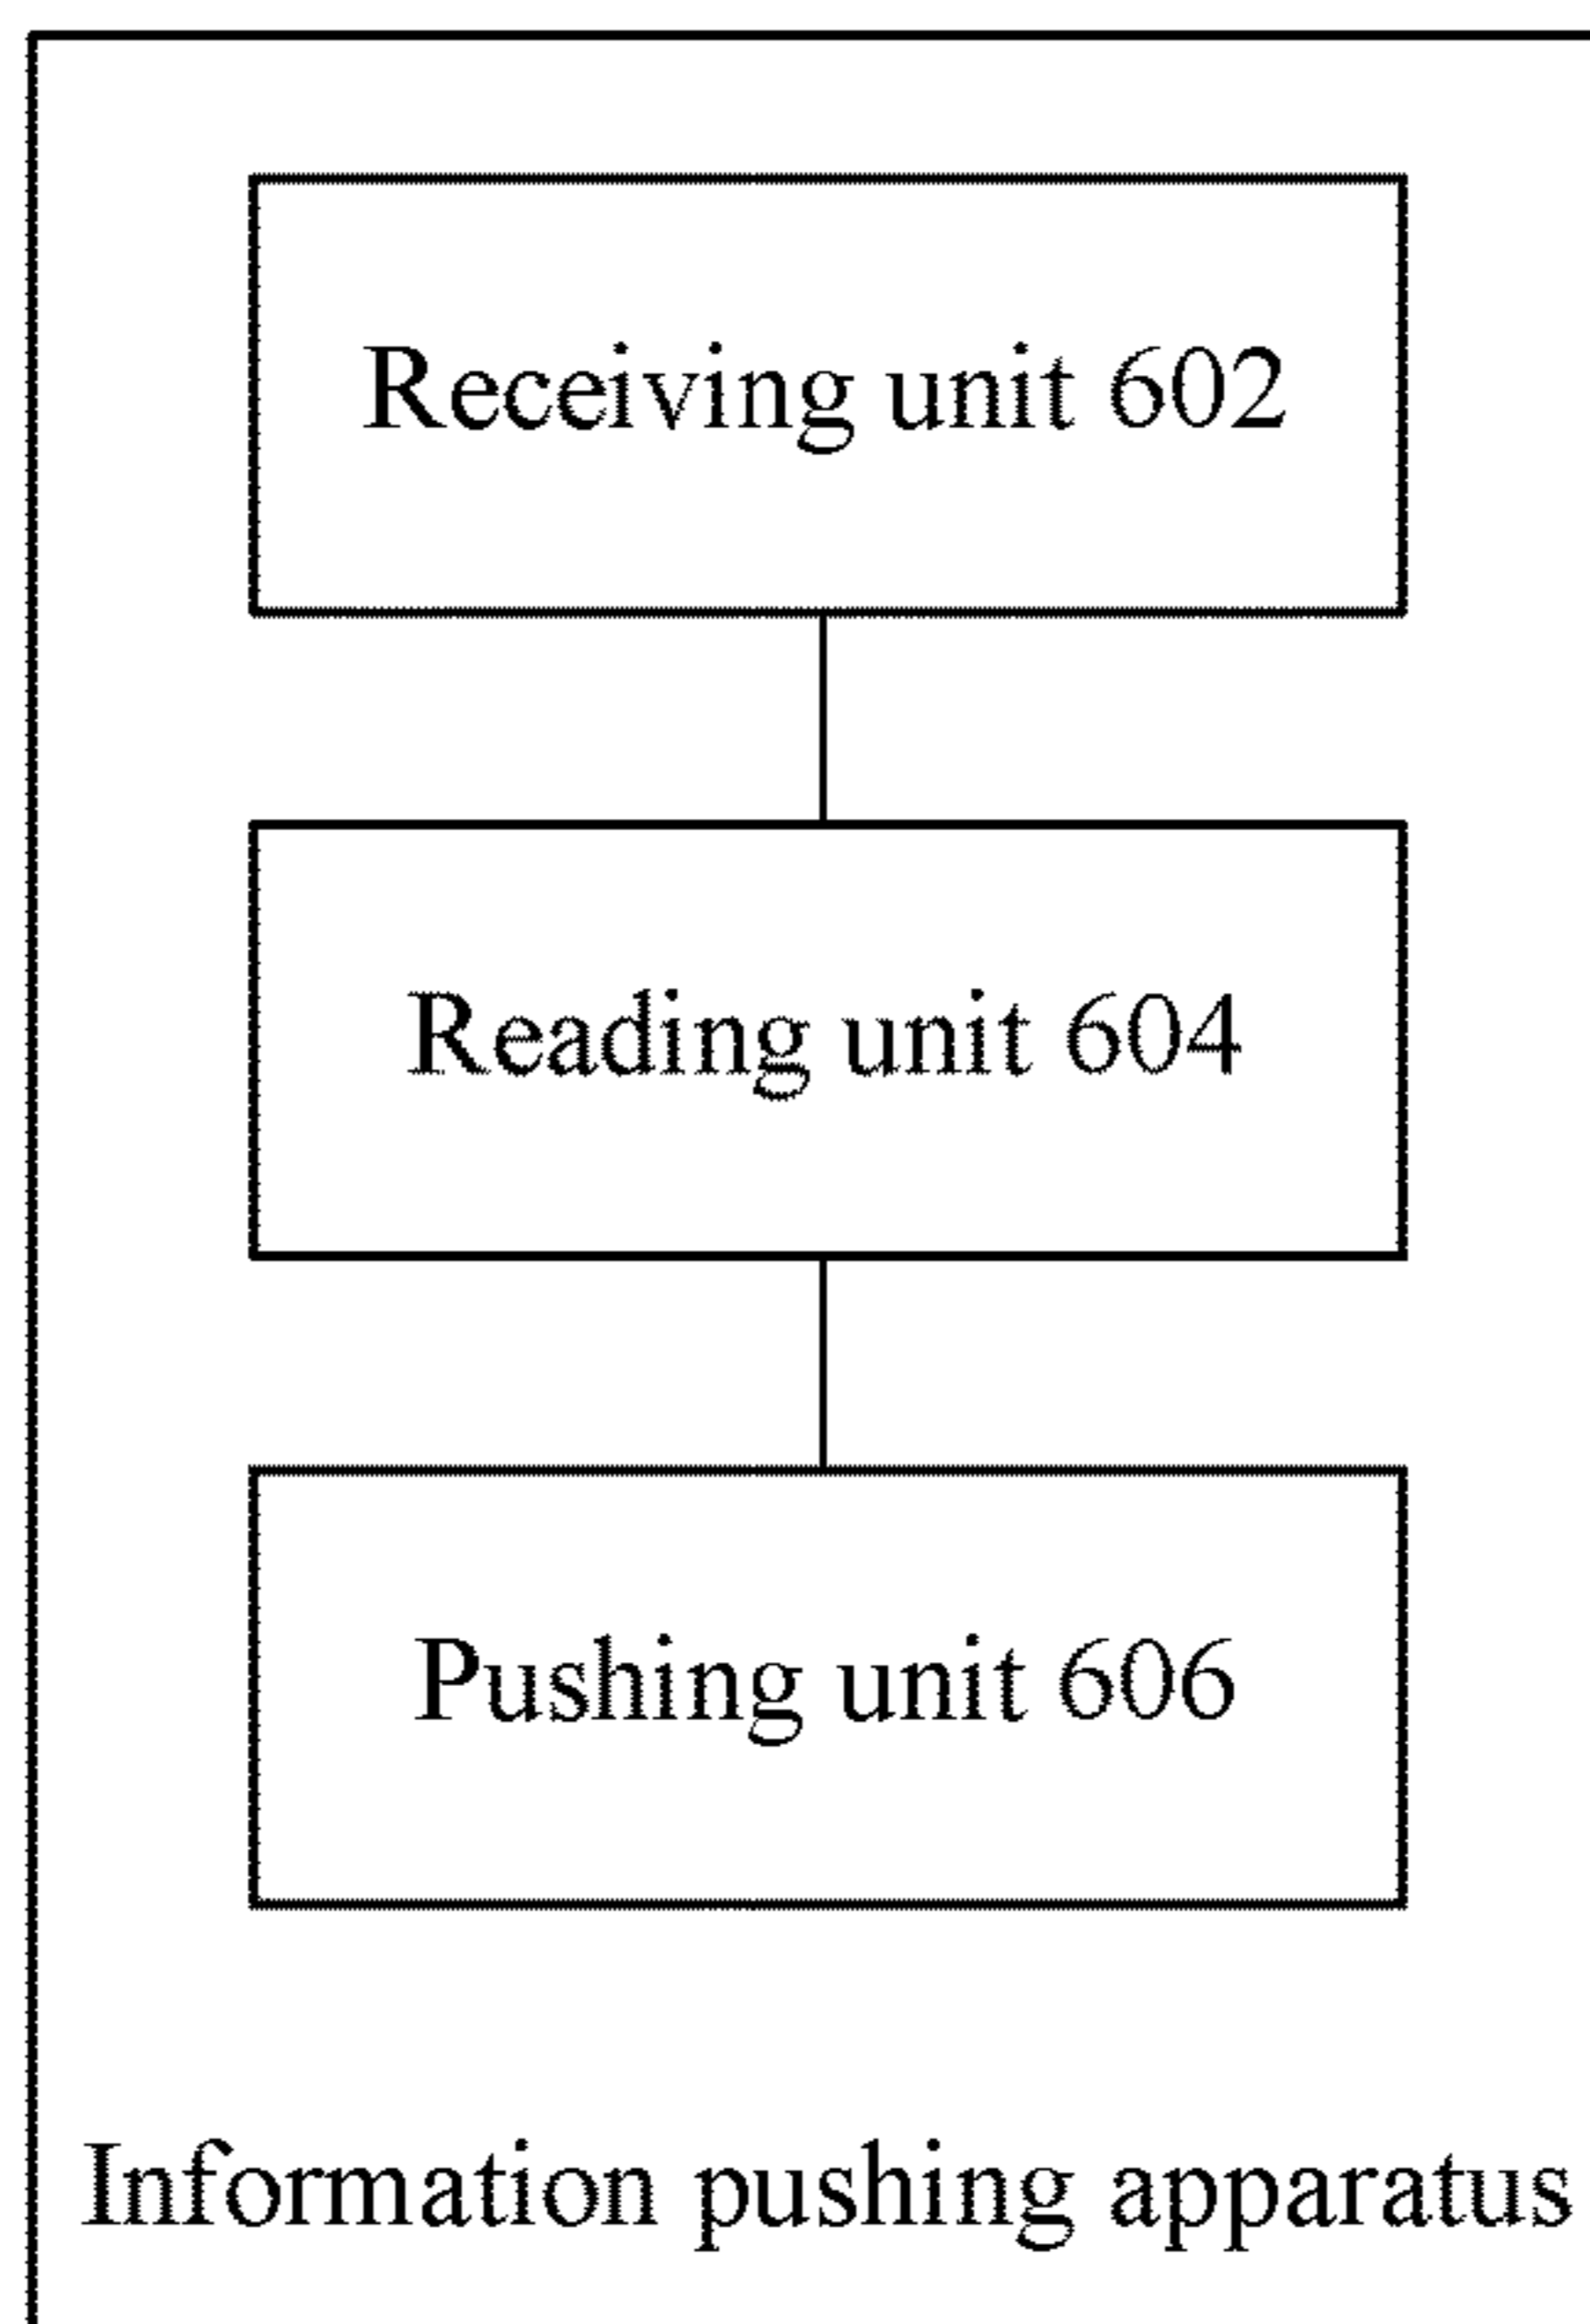 Receiving unit 602
Reading unit 604
Pushing unit 606
Information pushing apparatus